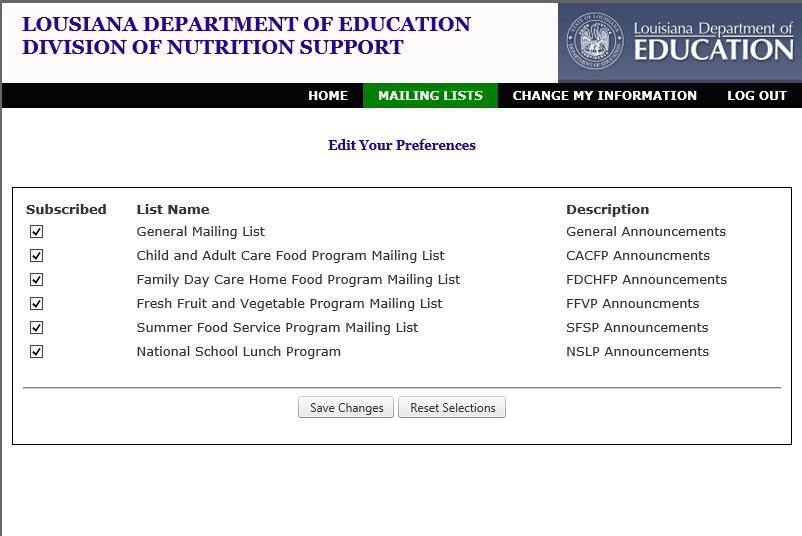 LOUSIANA DEPARTMENT OF EDUCATION
DIVISION OF NUTRITION SUPPORT
Louisiana Department of
EDUCATION
HOME MAILING LISTS CHANGE MY INFORMATION LOG OUT
Edit Your Preferences
Subscribed List Name Description
General Mailing List General Announcements
Child and Adult Care Food Program Mailing List CACFP Announcments
Family Day Care Home Food Program Mailing List FDCHFP Announcements
Fresh Fruit and Vegetable Program Mailing List FFVP Announcments
Summer Food Service Program Mailing List SFSP Announcments
National School Lunch Program NSLP Announcements
Save Changes Reset Selections